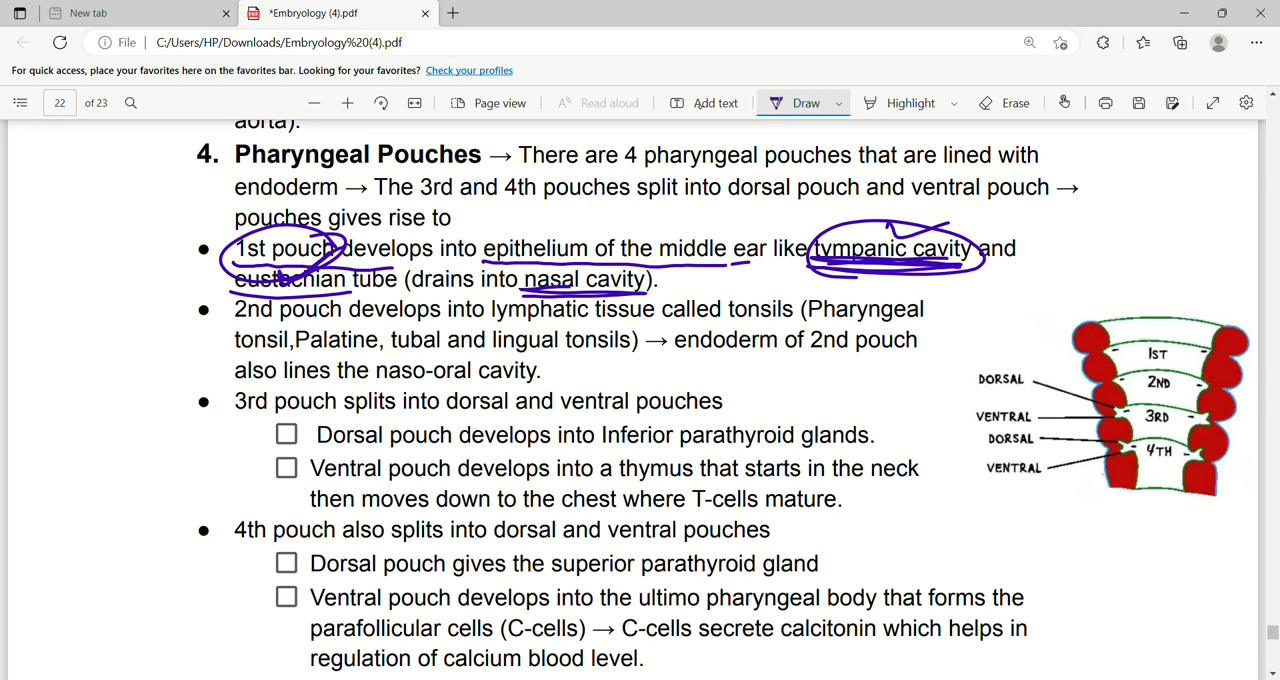 New tab
*Embryology (4).pdf
File
C:/Users/HP/Downloads/Embryology%20(4).pdf
For quick access, place your favorites here on the favorites bar. Looking for your favorites? Check your profiles
22 of 23
Page view
Read aloud
Add text
Draw
Highlight
Erase
aorta).
4. Pharyngeal Pouches → There are 4 pharyngeal pouches that are lined with
endoderm → The 3rd and 4th pouches split into dorsal pouch and ventral pouch →
pouches gives rise to
● 1st pouch develops into epithelium of the middle ear like tympanic cavity and
eustachian tube (drains into nasal cavity).
● 2nd pouch develops into lymphatic tissue called tonsils (Pharyngeal
tonsil,Palatine, tubal and lingual tonsils) → endoderm of 2nd pouch
also lines the naso-oral cavity.
● 3rd pouch splits into dorsal and ventral pouches
Dorsal pouch develops into Inferior parathyroid glands.
Ventral pouch develops into a thymus that starts in the neck
then moves down to the chest where T-cells mature.
● 4th pouch also splits into dorsal and ventral pouches
Dorsal pouch gives the superior parathyroid gland
Ventral pouch develops into the ultimo pharyngeal body that forms the
parafollicular cells (C-cells) → C-cells secrete calcitonin which helps in
regulation of calcium blood level.
1ST
2ND
3RD
4TH
DORSAL
VENTRAL
DORSAL
VENTRAL